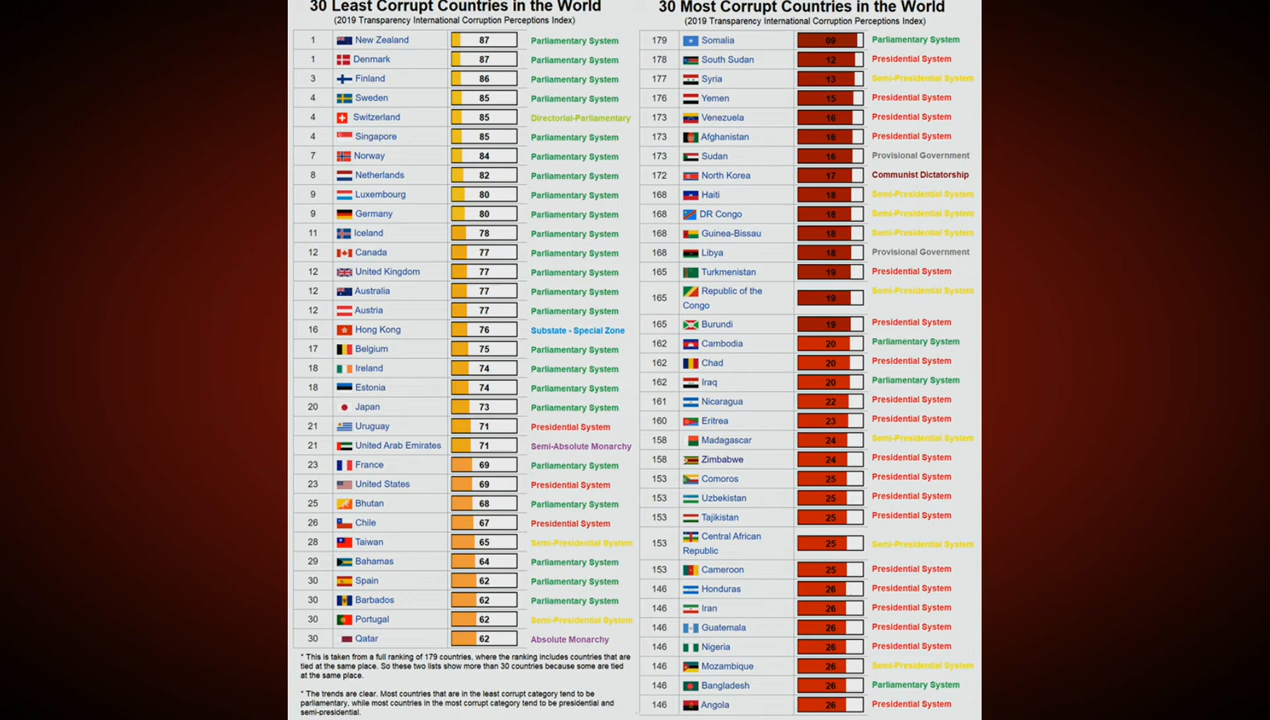 30 Least Corrupt Countries in the World
(2019 Transparency International Corruption Perceptions Index)
1 New Zealand 87 Parliamentary System
1 Denmark 87 Parliamentary System
3 Finland 86 Parliamentary System
4 Sweden 85 Parliamentary System
4 Switzerland 85 Directorial-Parliamentary
4 Singapore 85 Parliamentary System
7 Norway 84 Parliamentary System
8 Netherlands 82 Parliamentary System
9 Luxembourg 80 Parliamentary System
9 Germany 80 Parliamentary System
11 Iceland 78 Parliamentary System
12 Canada 77 Parliamentary System
12 United Kingdom 77 Parliamentary System
12 Australia 77 Parliamentary System
12 Austria 77 Parliamentary System
16 Hong Kong 76 Substate - Special Zone
17 Belgium 75 Parliamentary System
18 Ireland 74 Parliamentary System
18 Estonia 74 Parliamentary System
20 Japan 73 Parliamentary System
21 Uruguay 71 Presidential System
21 United Arab Emirates 71 Semi-Absolute Monarchy
23 France 69 Parliamentary System
23 United States 69 Presidential System
25 Bhutan 68 Parliamentary System
26 Chile 67 Presidential System
28 Taiwan 65 Semi-Presidential System
29 Bahamas 64 Parliamentary System
30 Spain 62 Parliamentary System
30 Barbados 62 Parliamentary System
30 Portugal 62 Semi-Presidential System
30 Qatar 62 Absolute Monarchy
* This is taken from a full ranking of 179 countries, where the ranking includes countries that are
tied at the same place. So these two lists show more than 30 countries because some are tied
at the same place.
* The trends are clear. Most countries that are in the least corrupt category tend to be
parliamentary, while most countries in the most corrupt category tend to be presidential and
semi-presidential.
30 Most Corrupt Countries in the World
(2019 Transparency International Corruption Perceptions Index)
179 Somalia 09 Parliamentary System
178 South Sudan 12 Presidential System
177 Syria 13 Semi-Presidential System
176 Yemen 15 Presidential System
173 Venezuela 16 Presidential System
173 Afghanistan 16 Presidential System
173 Sudan 16 Provisional Government
172 North Korea 17 Communist Dictatorship
168 Haiti 18 Semi-Presidential System
168 DR Congo 18 Semi-Presidential System
168 Guinea-Bissau 18 Semi-Presidential System
168 Libya 18 Provisional Government
165 Turkmenistan 19 Presidential System
165 Republic of the 19 Semi-Presidential System
Congo
165 Burundi 19 Presidential System
162 Cambodia 20 Parliamentary System
162 Chad 20 Presidential System
162 Iraq 20 Parliamentary System
161 Nicaragua 22 Presidential System
160 Eritrea 23 Presidential System
158 Madagascar 24 Semi-Presidential System
158 Zimbabwe 24 Presidential System
153 Comoros 25 Presidential System
153 Uzbekistan 25 Presidential System
153 Tajikistan 25 Presidential System
153 Central African 25 Semi-Presidential System
Republic
153 Cameroon 25 Presidential System
146 Honduras 26 Presidential System
146 Iran 26 Presidential System
146 Guatemala 26 Presidential System
146 Nigeria 26 Presidential System
146 Mozambique 26 Semi-Presidential System
146 Bangladesh 26 Parliamentary System
146 Angola 26 Presidential System